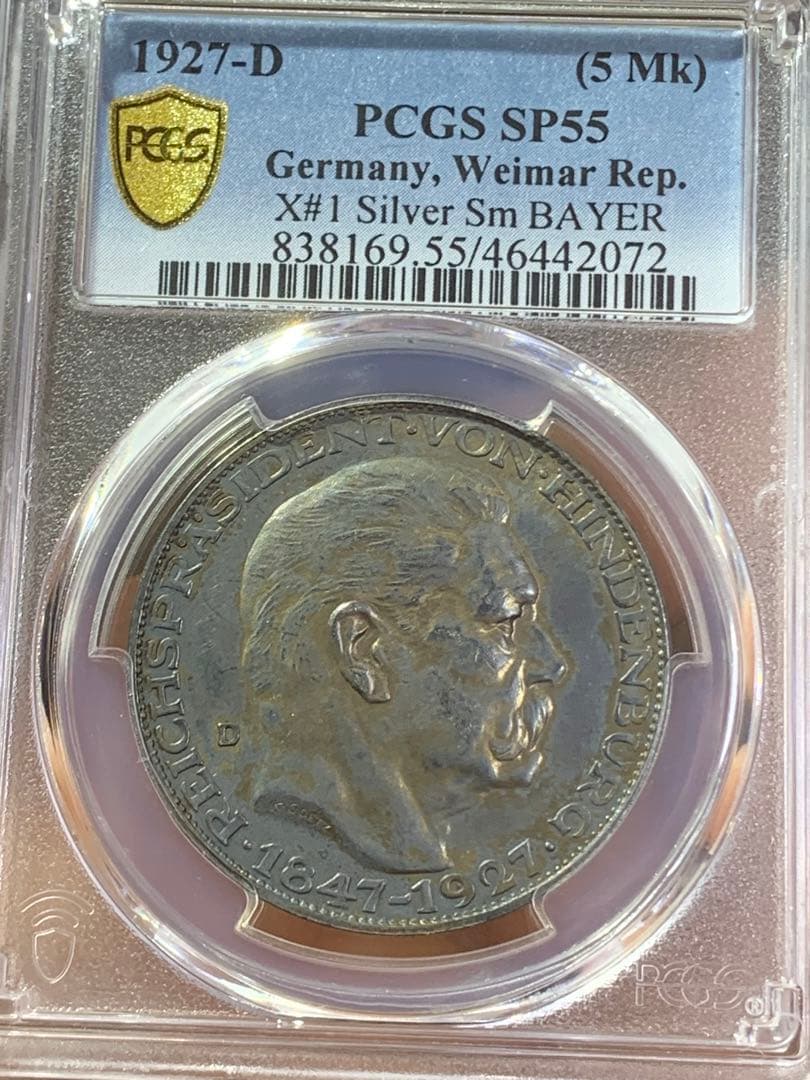 1927-D (5 Mk)
PCGS
PCGS SP55
Germany, Weimar Rep.
X#1 Silver Sm BAYER
838169.55/46442072
REICHSPRÄSIDENT·VON·HINDENBURG·
D
·1847-1927·
PCGS®